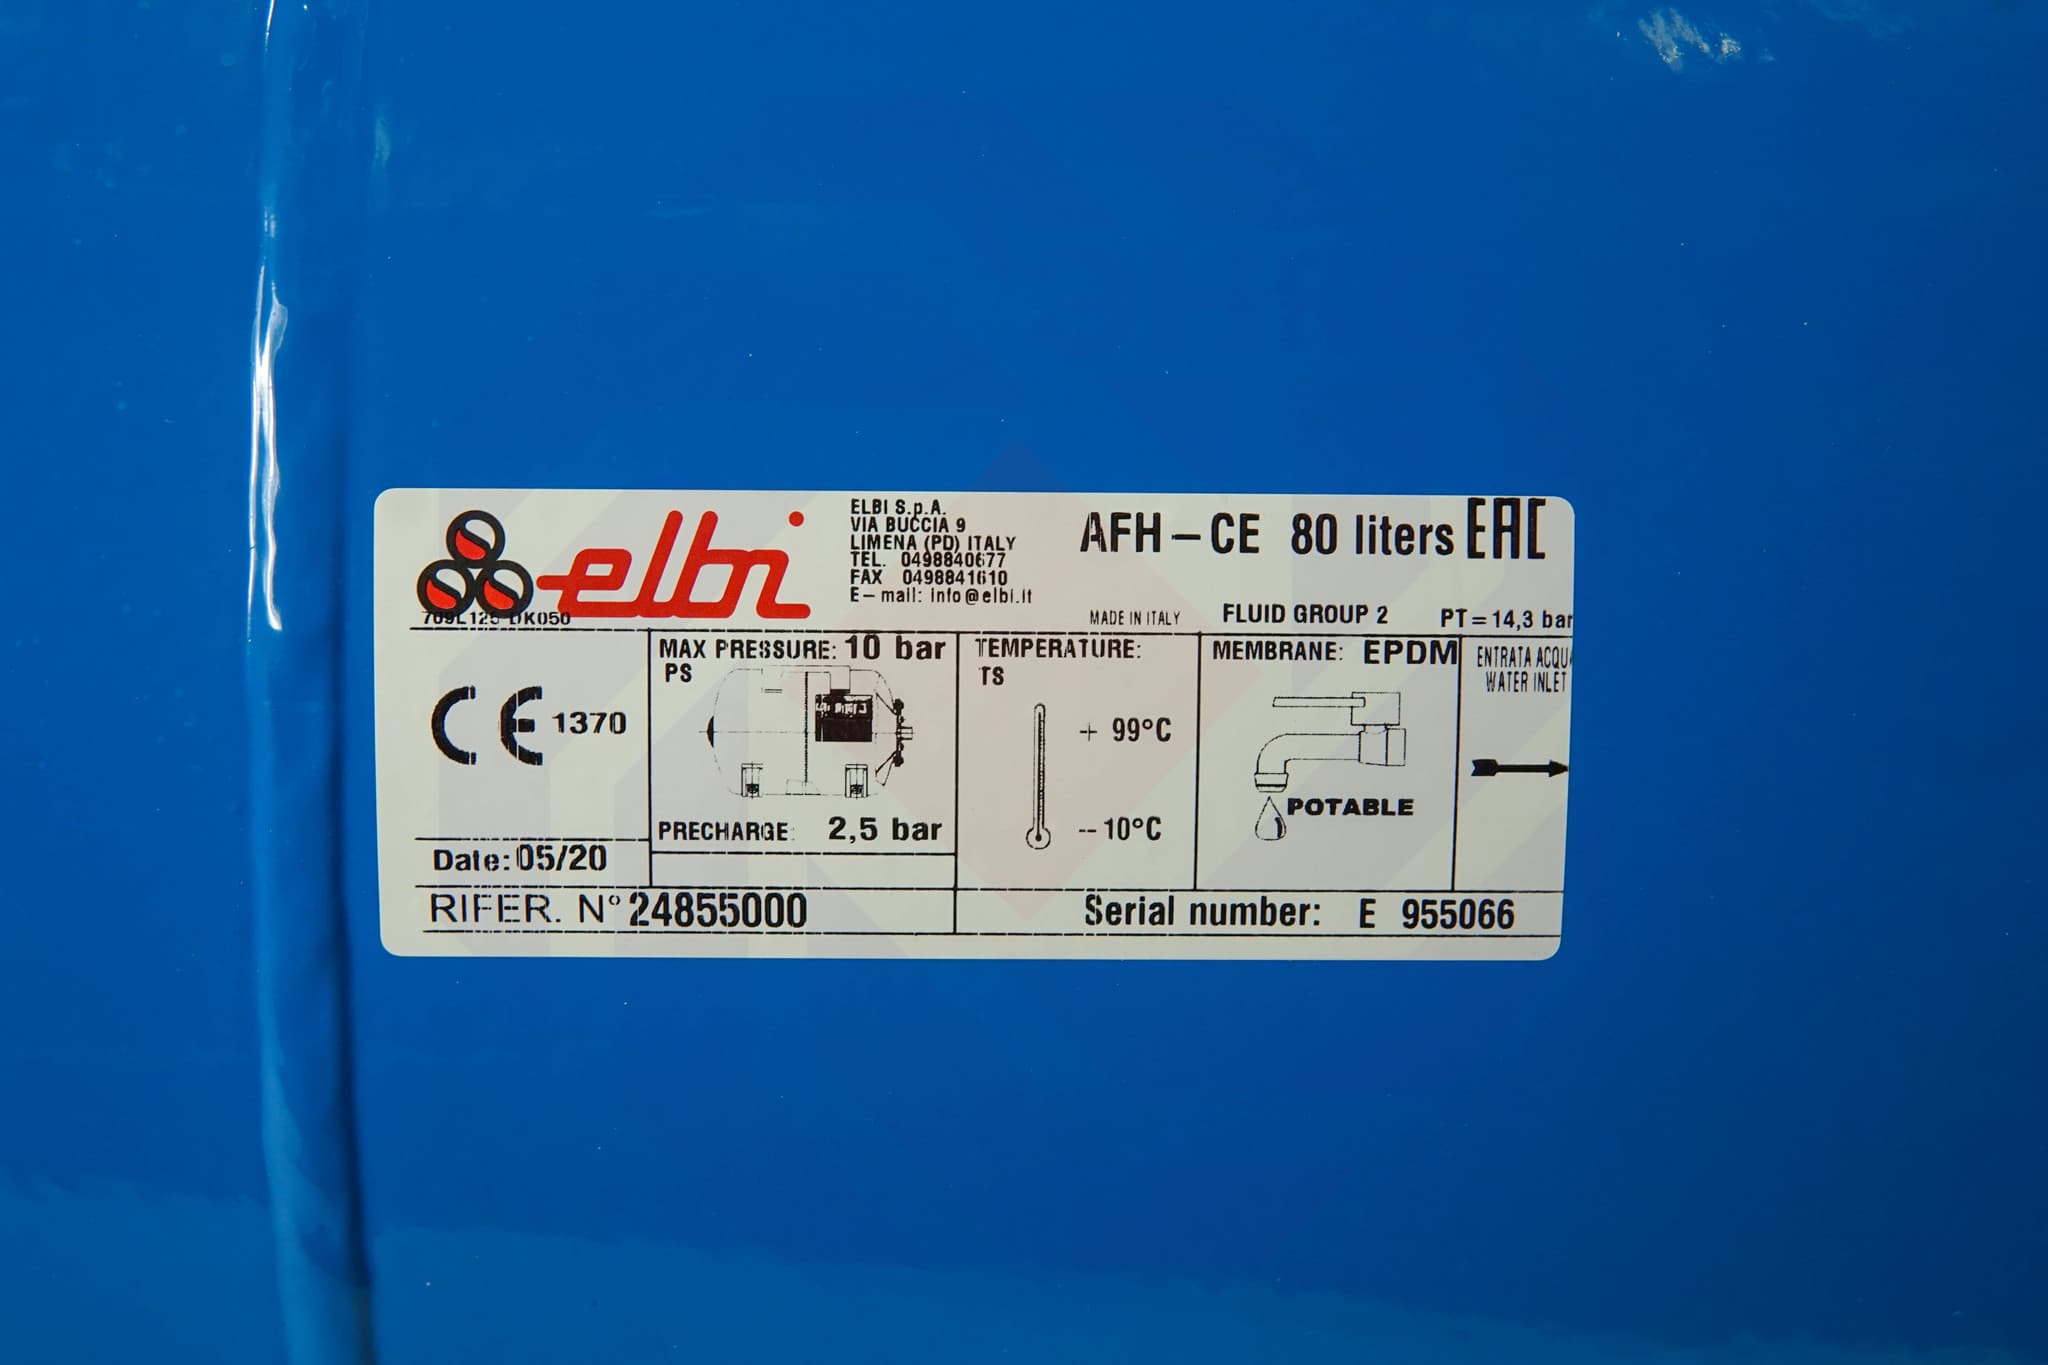 elbi
ELBI S.p.A.
VIA BUCCIA 9
LIMENA (PD) ITALY
TEL. 0498840677
FAX 0498841610
E-mail: info@elbi.it
AFH-CE 80 liters EAC
709L125 DK050
MADE IN ITALY FLUID GROUP 2 PT=14,3 bar
CE 1370
MAX PRESSURE: 10 bar
PS
PRECHARGE: 2,5 bar
TEMPERATURE:
TS
+ 99°C
--10°C
MEMBRANE: EPDM
POTABLE
ENTRATA ACQU
WATER INLET
Date: 05/20
RIFER. N° 24855000
Serial number: E 955066